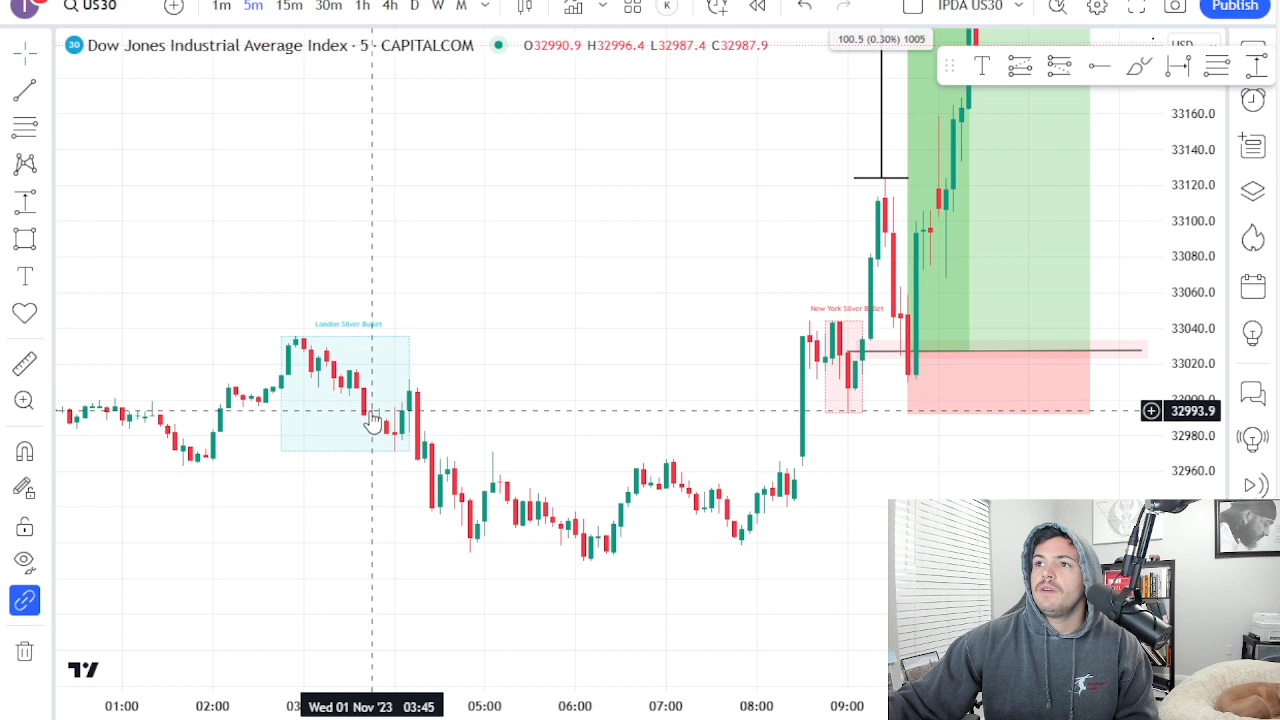 US30
1m 5m 15m 30m 1h 4h D W M
K
IPDA US30
Publish
30 Dow Jones Industrial Average Index · 5 · CAPITALCOM
O32990.9 H32996.4 L32987.4 C32987.9
100.5 (0.30%) 1005
T
T
33160.0
33140.0
33120.0
33100.0
33080.0
33060.0
33040.0
33020.0
32993.9
32980.0
32960.0
London Silver Bullet
New York Silver Bullet
01:00 02:00 Wed 01 Nov '23 03:45 05:00 06:00 07:00 08:00 09:00